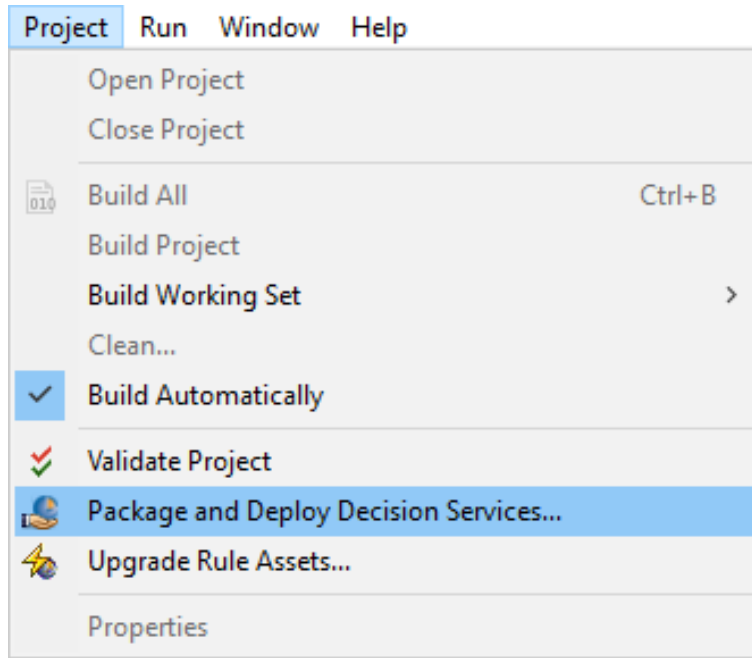 Project Run Window Help
Open Project
Close Project
010 Build All Ctrl+B
Build Project
Build Working Set
Clean...
Build Automatically
Validate Project
Package and Deploy Decision Services...
Upgrade Rule Assets...
Properties